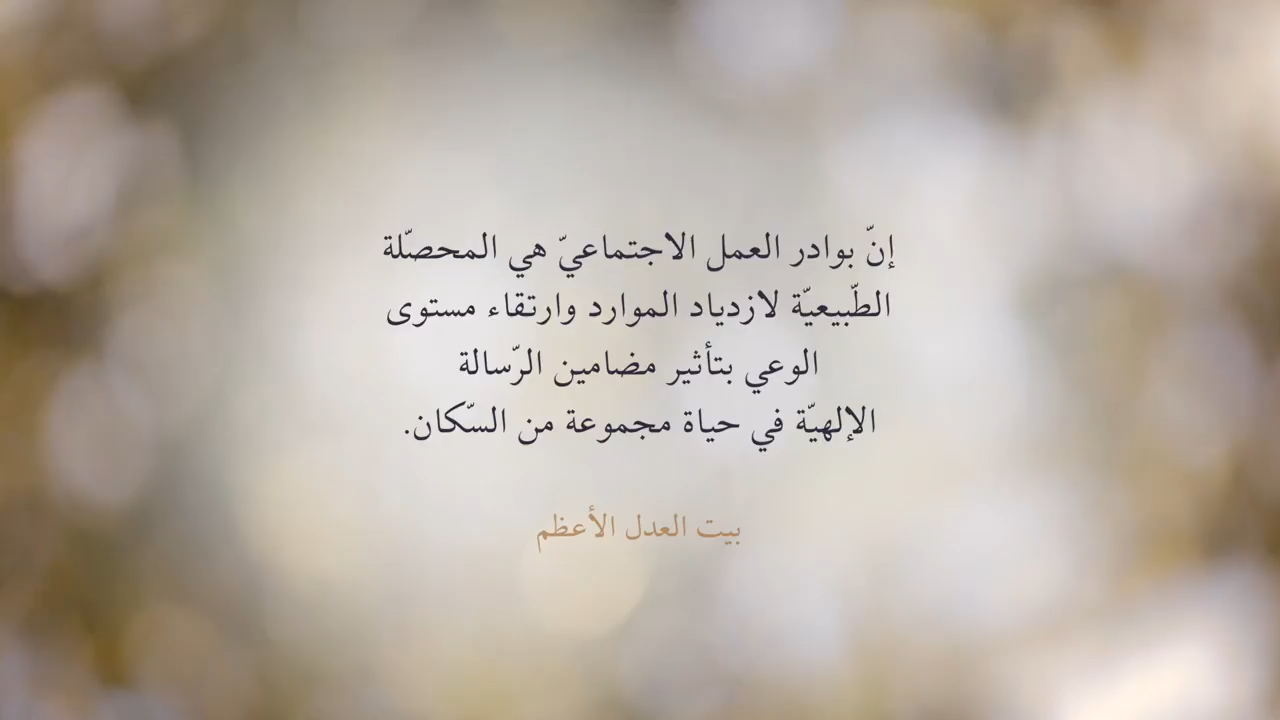 إنّ بوادر العمل الاجتماعيّ هي المحصّلة
الطّبيعيّة لازدياد الموارد وارتقاء مستوى
الوعي بتأثير مضامين الرّسالة
الإلهيّة في حياة مجموعة من السّكان.
بيت العدل الأعظم